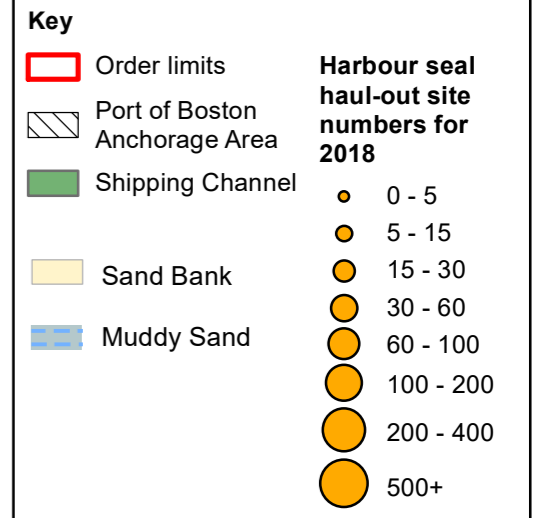 Key
Order limits
Port of Boston
Anchorage Area
Shipping Channel
Sand Bank
Muddy Sand
Harbour seal
haul-out site
numbers for
2018
0 - 5
5 - 15
15 - 30
30 - 60
60 - 100
100 - 200
200 - 400
500+